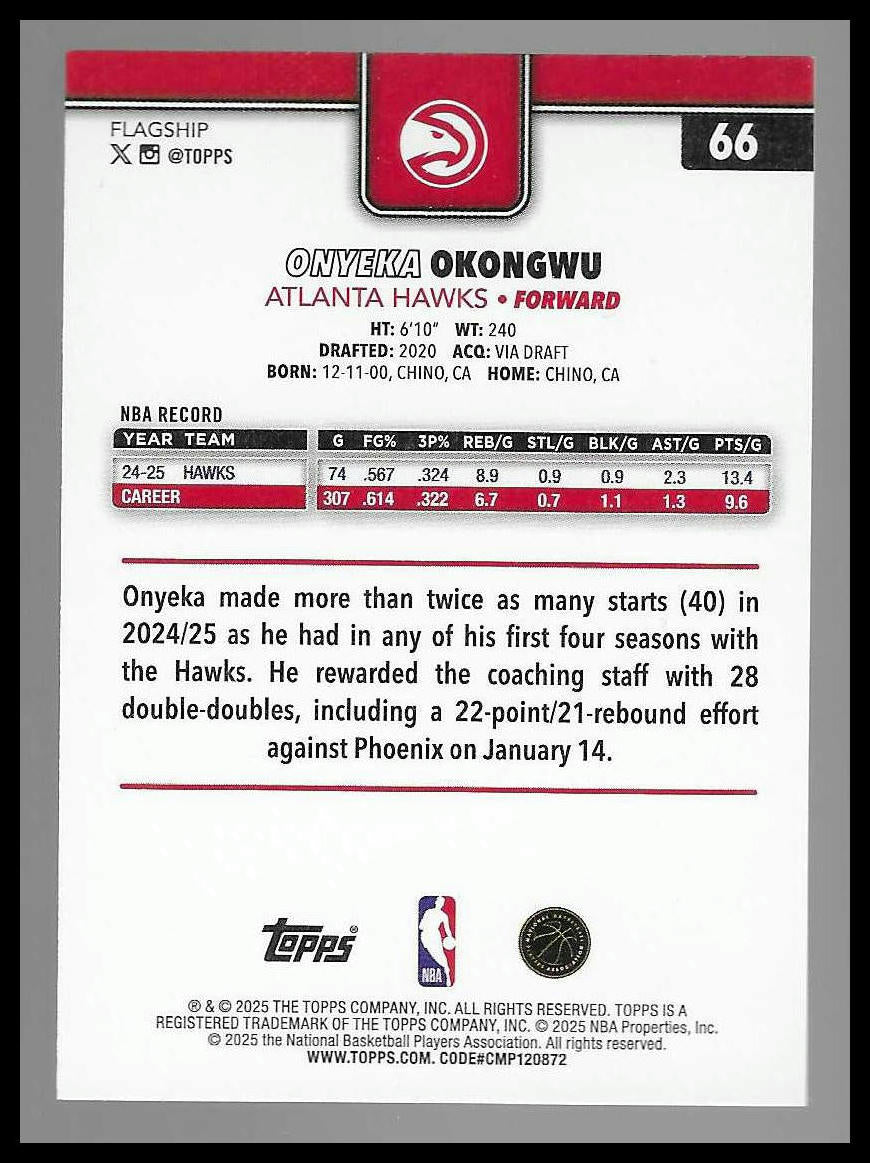 FLAGSHIP
X @TOPPS
66
ONYEKA OKONGWU
ATLANTA HAWKS • FORWARD
HT: 6'10" WT: 240
DRAFTED: 2020 ACQ: VIA DRAFT
BORN: 12-11-00, CHINO, CA HOME: CHINO, CA
NBA RECORD
YEAR TEAM G FG% 3P% REB/G STL/G BLK/G AST/G PTS/G
24-25 HAWKS 74 .567 .324 8.9 0.9 0.9 2.3 13.4
CAREER 307 .614 .322 6.7 0.7 1.1 1.3 9.6
Onyeka made more than twice as many starts (40) in
2024/25 as he had in any of his first four seasons with
the Hawks. He rewarded the coaching staff with 28
double-doubles, including a 22-point/21-rebound effort
against Phoenix on January 14.
Topps®
NBA
® & © 2025 THE TOPPS COMPANY, INC. ALL RIGHTS RESERVED. TOPPS IS A
REGISTERED TRADEMARK OF THE TOPPS COMPANY, INC. © 2025 NBA Properties, Inc.
© 2025 the National Basketball Players Association. All rights reserved.
WWW.TOPPS.COM. CODE#CMP120872